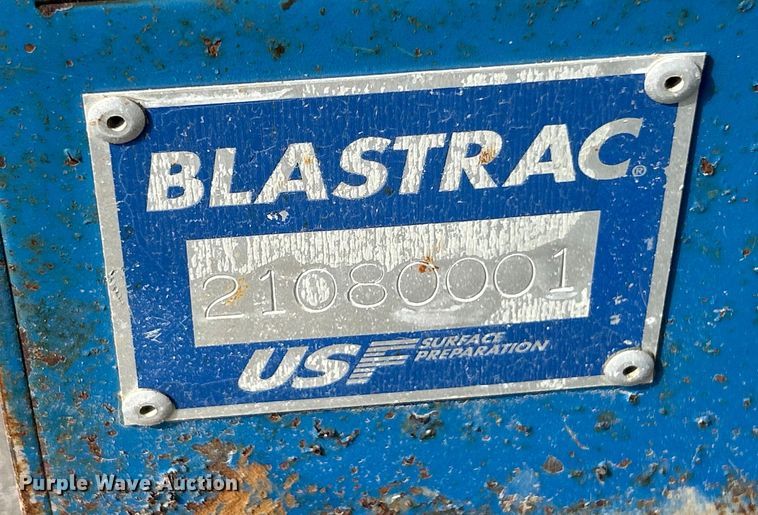 BLASTRAC®
21080001
USF SURFACE
PREPARATION
Purple Wave Auction®